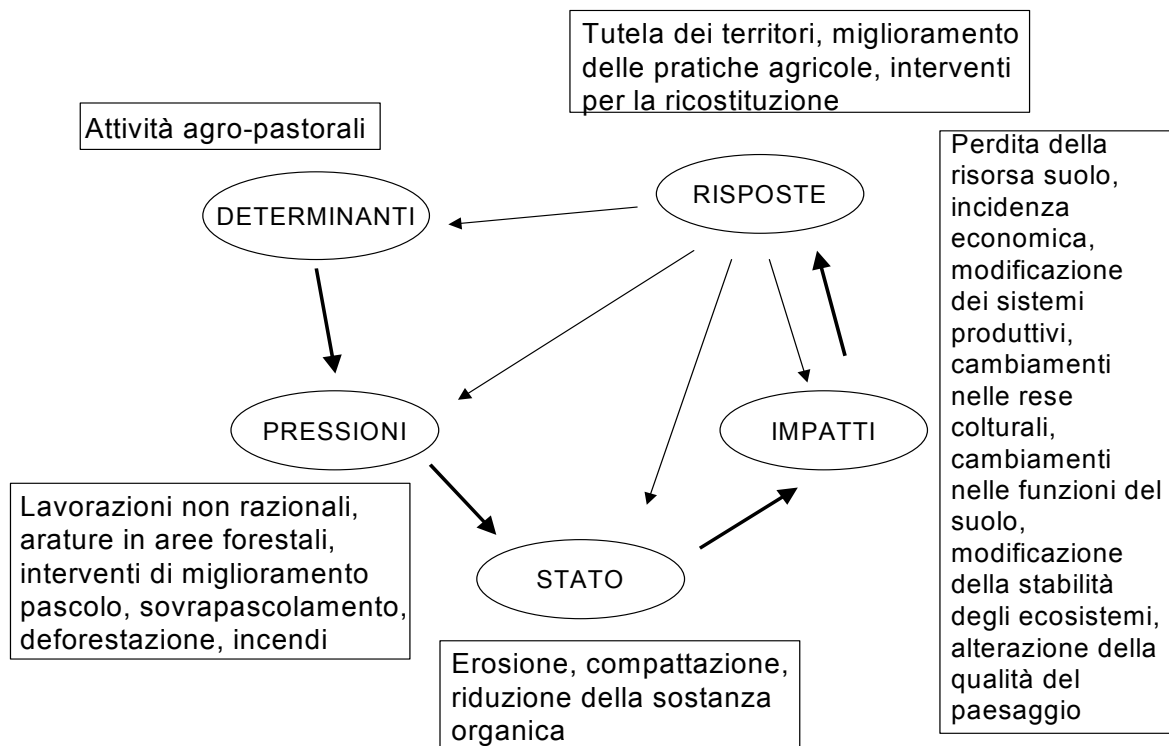 Tutela dei territori, miglioramento
delle pratiche agricole, interventi
per la ricostituzione
Attività agro-pastorali
DETERMINANTI
RISPOSTE
Perdita della
risorsa suolo,
incidenza
economica,
modificazione
dei sistemi
produttivi,
cambiamenti
nelle rese
colturali,
cambiamenti
nelle funzioni del
suolo,
modificazione
della stabilità
degli ecosistemi,
alterazione della
qualità del
paesaggio
PRESSIONI
IMPATTI
Lavorazioni non razionali,
arature in aree forestali,
interventi di miglioramento
pascolo, sovrapascolamento,
deforestazione, incendi
STATO
Erosione, compattazione,
riduzione della sostanza
organica